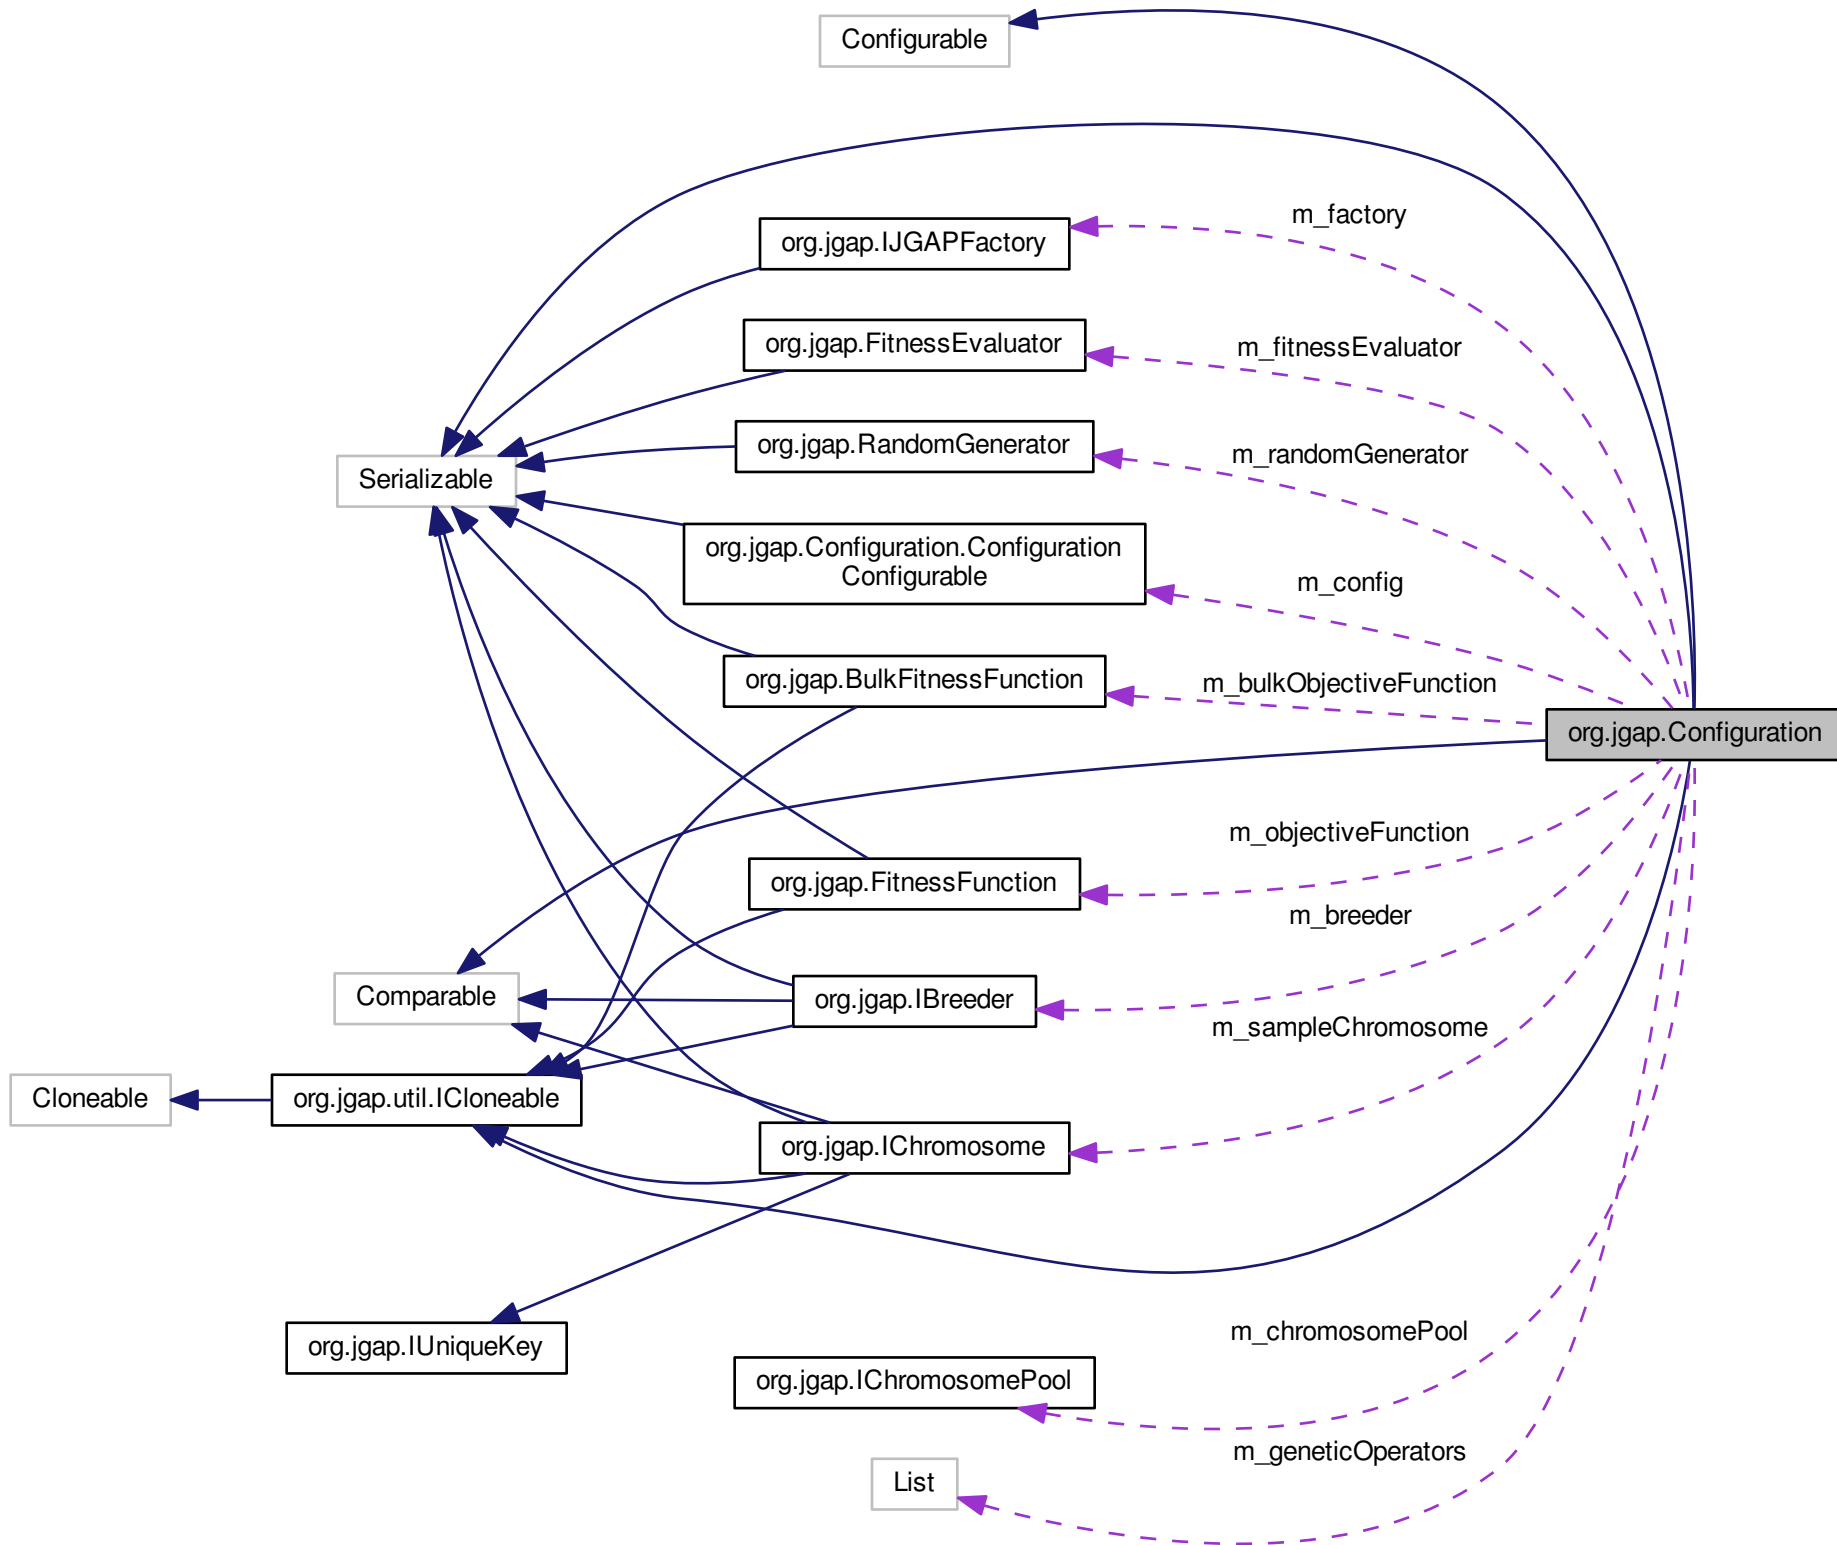 Configurable
m_factory
org.jgap.IJGAPFactory
org.jgap.FitnessEvaluator
m_fitnessEvaluator
org.jgap.RandomGenerator
m_randomGenerator
Serializable
org.jgap.Configuration.Configuration
Configurable
m_config
org.jgap.BulkFitnessFunction
m_bulkObjectiveFunction
org.jgap.Configuration
m_objectiveFunction
org.jgap.FitnessFunction
m_breeder
Comparable
org.jgap.IBreeder
m_sampleChromosome
Cloneable
org.jgap.util.ICloneable
org.jgap.IChromosome
m_chromosomePool
org.jgap.IUniqueKey
org.jgap.IChromosomePool
m_geneticOperators
List